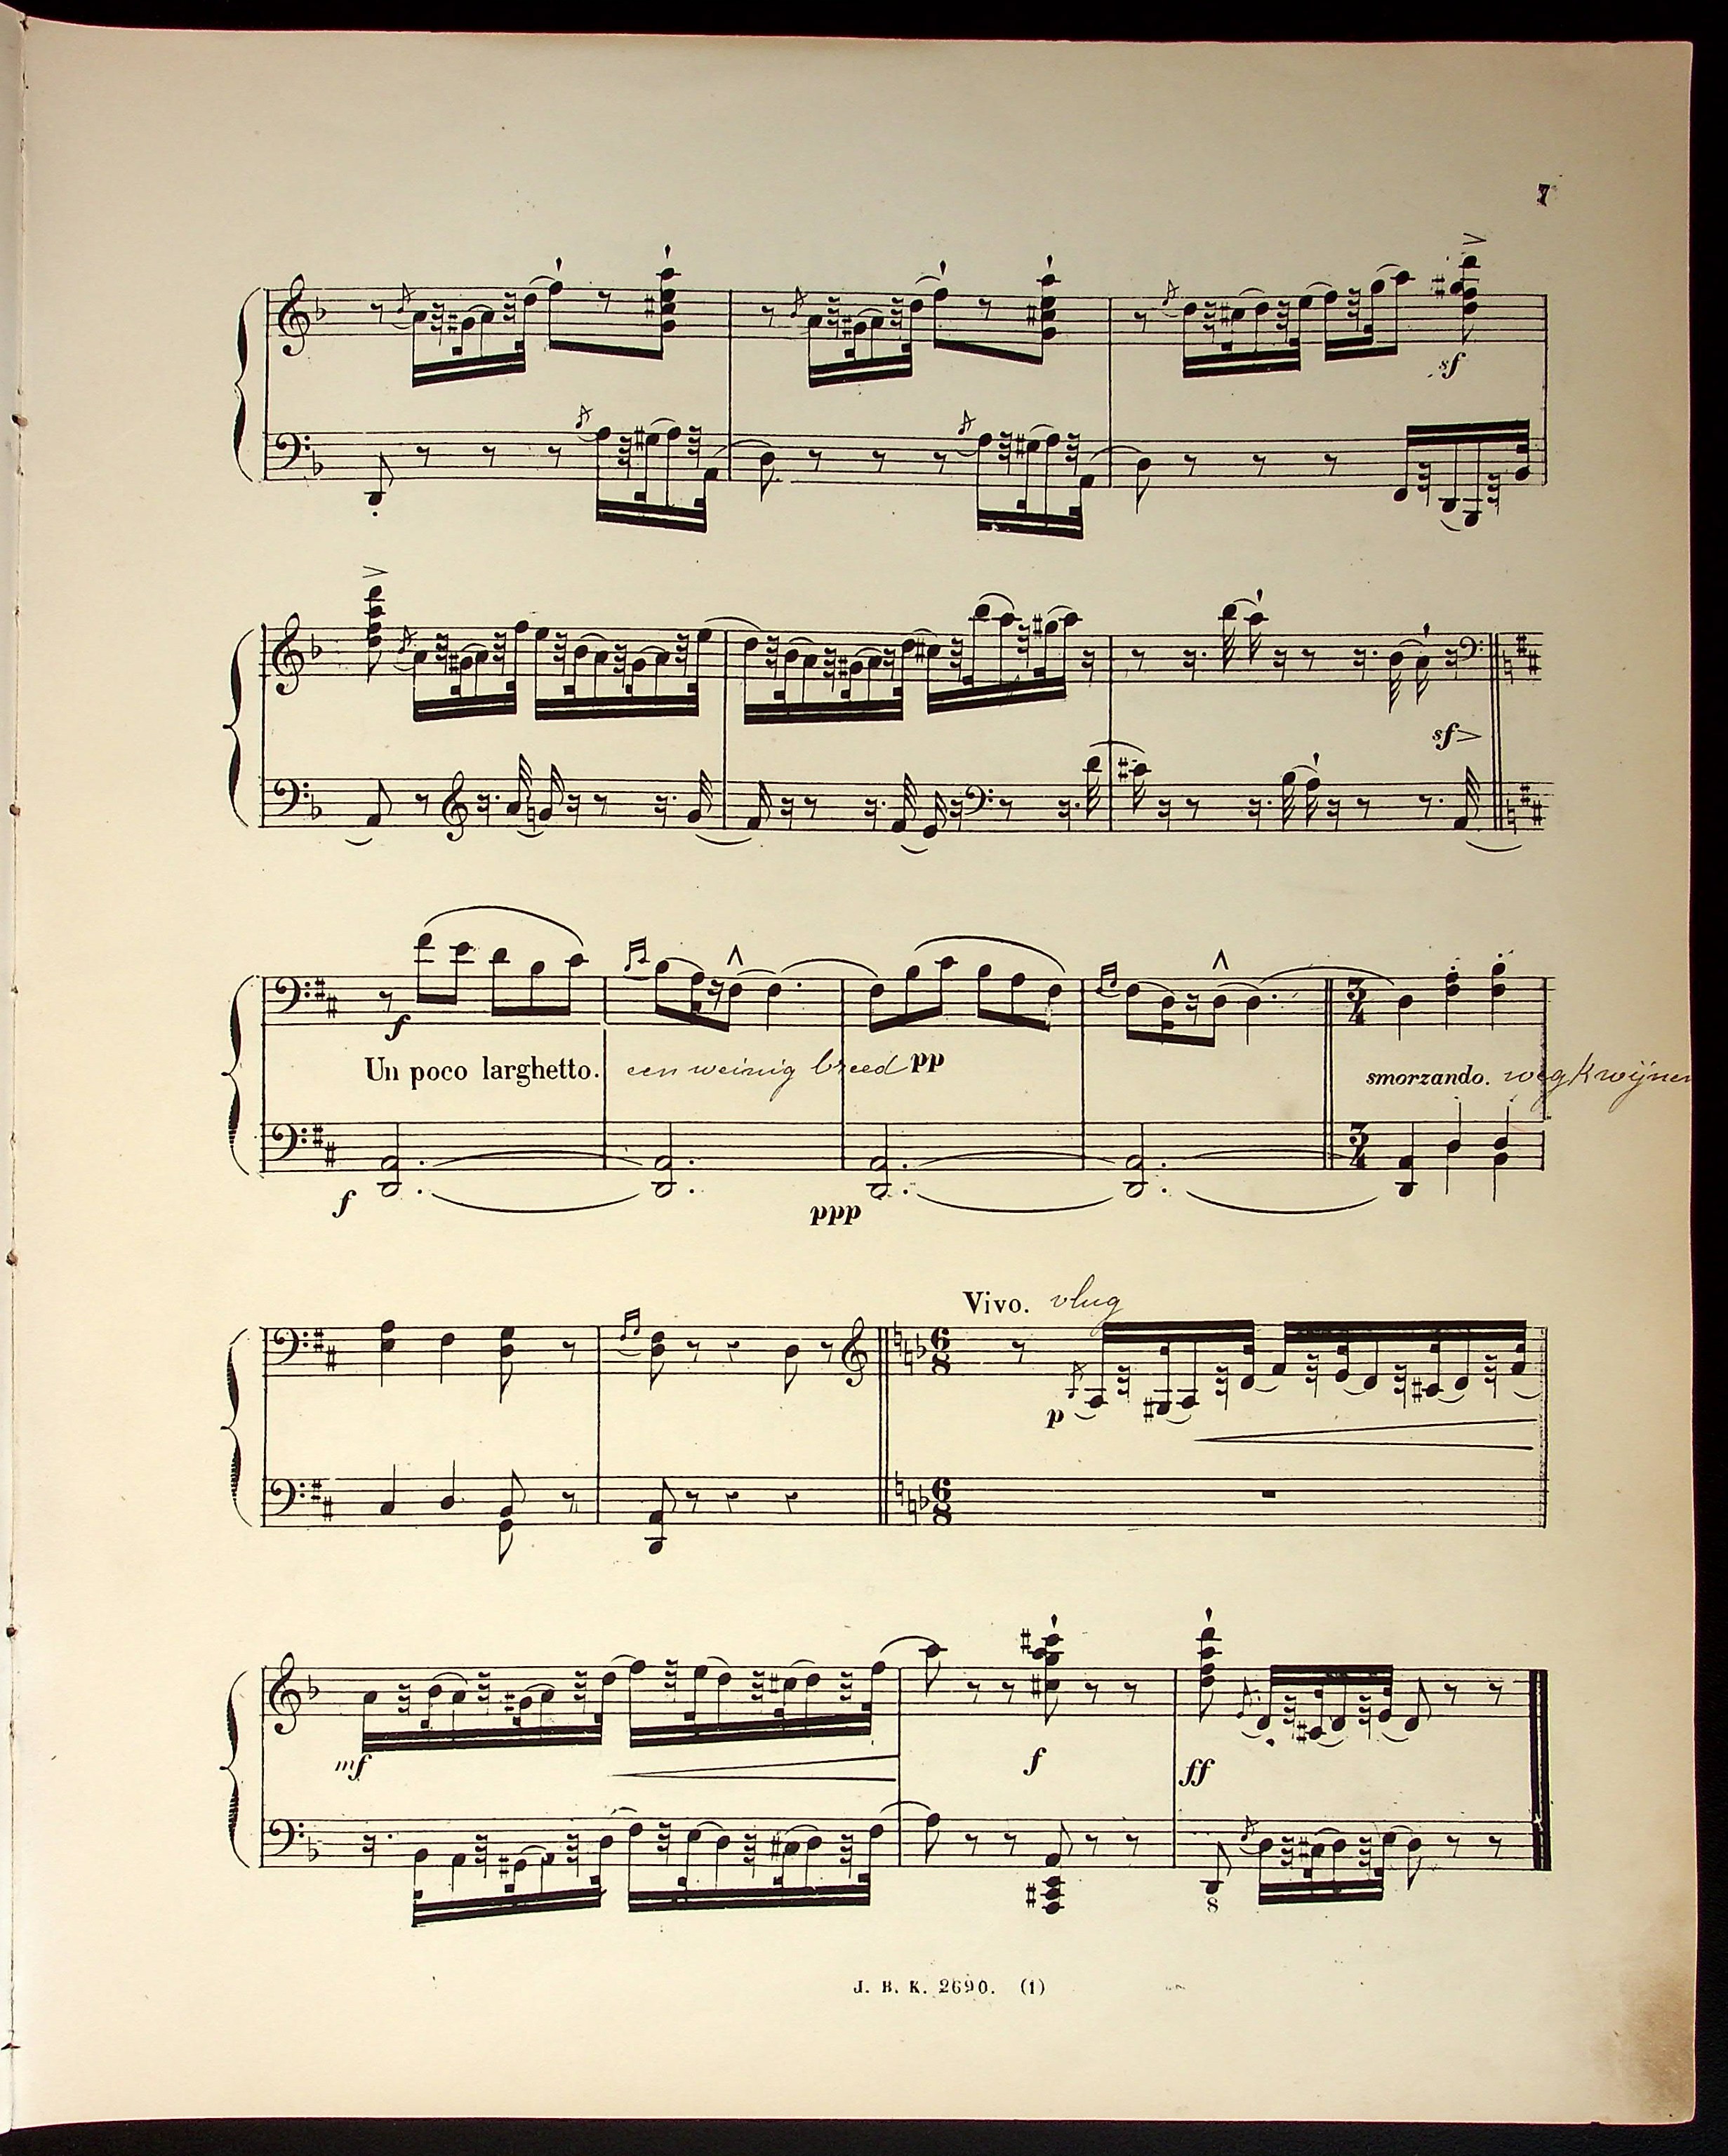 7
sf
sf
f
Un poco larghetto. een weinig breed pp
smorzando. wegkwijnen
f
ppp
Vivo. vlug
p
mf
f
ff
8
J. B. K. 2690. (1)